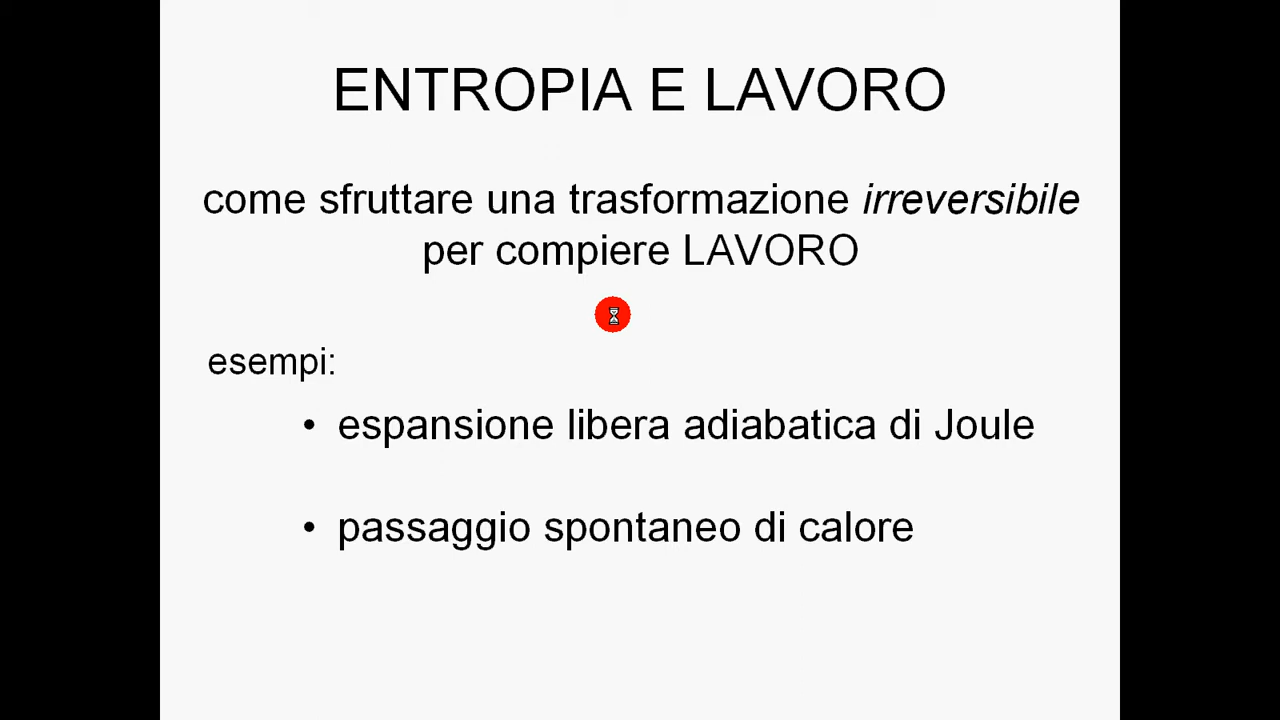 ENTROPIA E LAVORO
come sfruttare una trasformazione irreversibile
per compiere LAVORO
esempi:
• espansione libera adiabatica di Joule
• passaggio spontaneo di calore